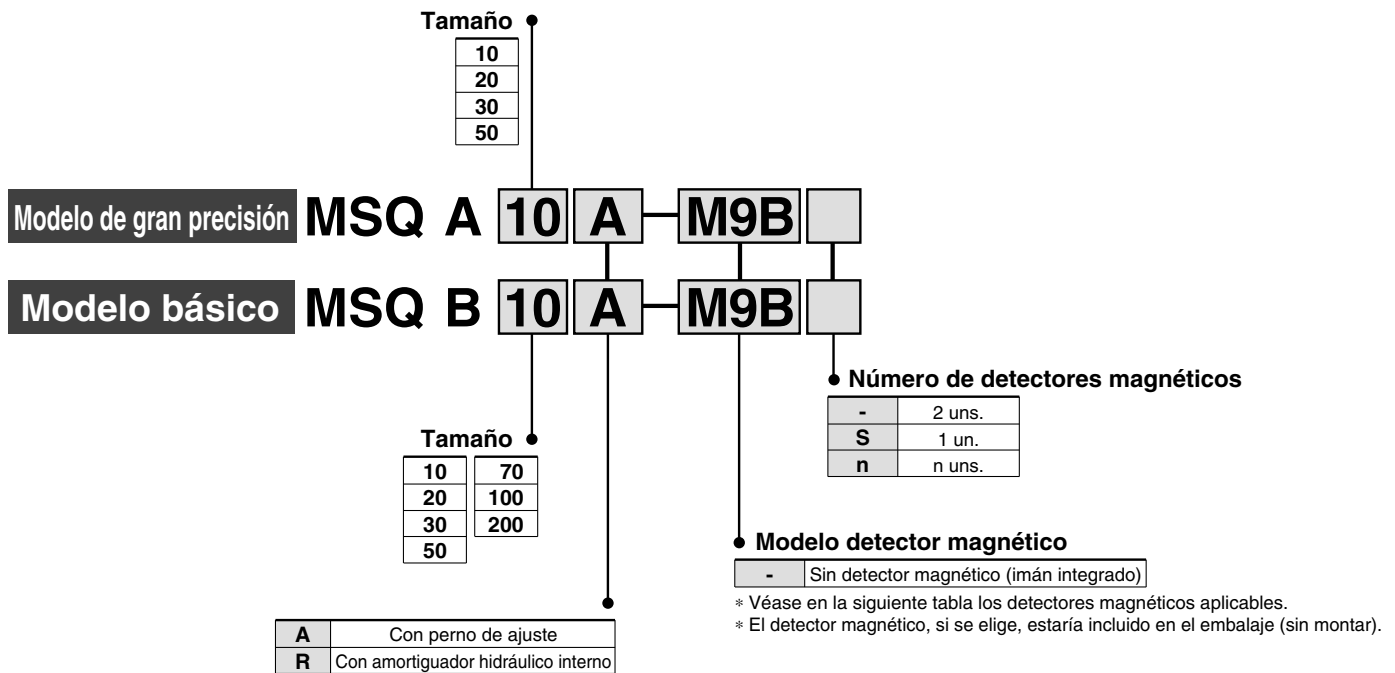 Tamaño
10
20
30
50
Modelo de gran precisión MSQ A 10 A M9B
Modelo básico MSQ B 10 A M9B
Número de detectores magnéticos
- 2 uns.
S 1 un.
n n uns.
Tamaño
10 70
20 100
30 200
50
Modelo detector magnético
- Sin detector magnético (imán integrado)
* Véase en la siguiente tabla los detectores magnéticos aplicables.
* El detector magnético, si se elige, estaría incluido en el embalaje (sin montar).
A Con perno de ajuste
R Con amortiguador hidráulico interno